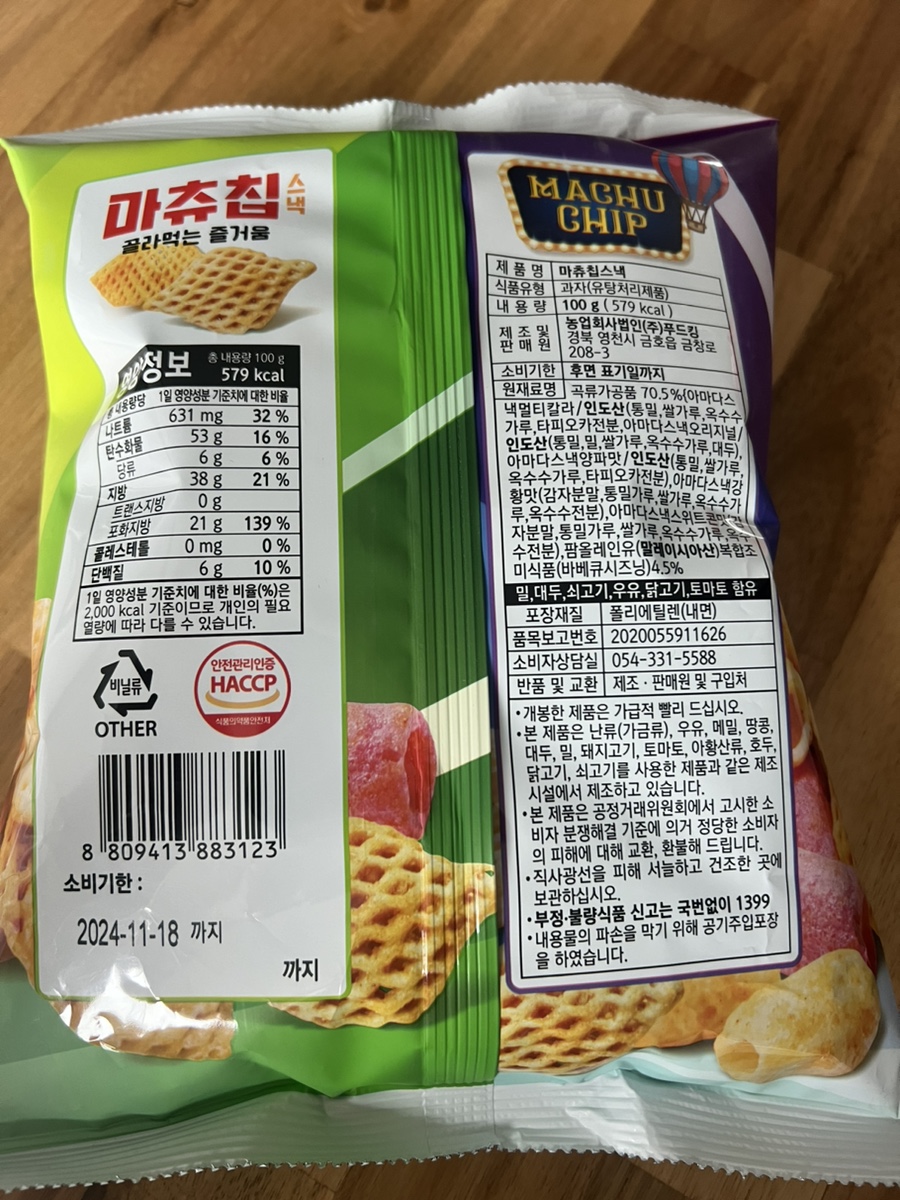 마츄칩 스낵
골라먹는 즐거움
영양정보 총 내용량 100 g
579 kcal
총 내용량당 1일 영양성분 기준치에 대한 비율
나트륨 631 mg 32 %
탄수화물 53 g 16 %
당류 6 g 6 %
지방 38 g 21 %
트랜스지방 0 g
포화지방 21 g 139 %
콜레스테롤 0 mg 0 %
단백질 6 g 10 %
1일 영양성분 기준치에 대한 비율(%)은
2,000 kcal 기준이므로 개인의 필요
열량에 따라 다를 수 있습니다.
비닐류
OTHER
안전관리인증
HACCP
식품의약품안전처
8 809413 883123
소비기한 :
2024-11-18 까지
까지
MACHU
CHIP
제 품 명 마츄칩스낵
식품유형 과자(유탕처리제품)
내 용 량 100 g ( 579 kcal )
제 조 및 판 매 원 농업회사법인(주)푸드킹
경북 영천시 금호읍 금창로
208-3
소비기한 후면 표기일까지
원재료명 곡류가공품 70.5%(아마다스
낵멀티칼라/인도산(통밀,쌀가루,옥수수
가루,타피오카전분,아마다스낵오리지널/
인도산(통밀,밀,쌀가루,옥수수가루,대두),
아마다스낵양파맛/인도산(통밀,쌀가루,
옥수수가루,타피오카전분),아마다스낵강
황맛(감자분말,통밀가루,쌀가루,옥수수가
루,옥수수전분),아마다스낵스위트콘맛(감
자분말,통밀가루,쌀가루,옥수수가루,옥수
수전분),팜올레인유(말레이시아산)복합조
미식품(바베큐시즈닝)4.5%
밀,대두,쇠고기,우유,닭고기,토마토 함유
포장재질 폴리에틸렌(내면)
품목보고번호 2020055911626
소비자상담실 054-331-5588
반품 및 교환 제조 · 판매원 및 구입처
•개봉한 제품은 가급적 빨리 드십시오.
•본 제품은 난류(가금류), 우유, 메밀, 땅콩,
대두, 밀, 돼지고기, 토마토, 아황산류, 호두,
닭고기, 쇠고기를 사용한 제품과 같은 제조
시설에서 제조하고 있습니다.
•본 제품은 공정거래위원회에서 고시한 소
비자 분쟁해결 기준에 의거 정당한 소비자
의 피해에 대해 교환, 환불해 드립니다.
•직사광선을 피해 서늘하고 건조한 곳에
보관하십시오.
•부정·불량식품 신고는 국번없이 1399
•내용물의 파손을 막기 위해 공기주입포장
을 하였습니다.